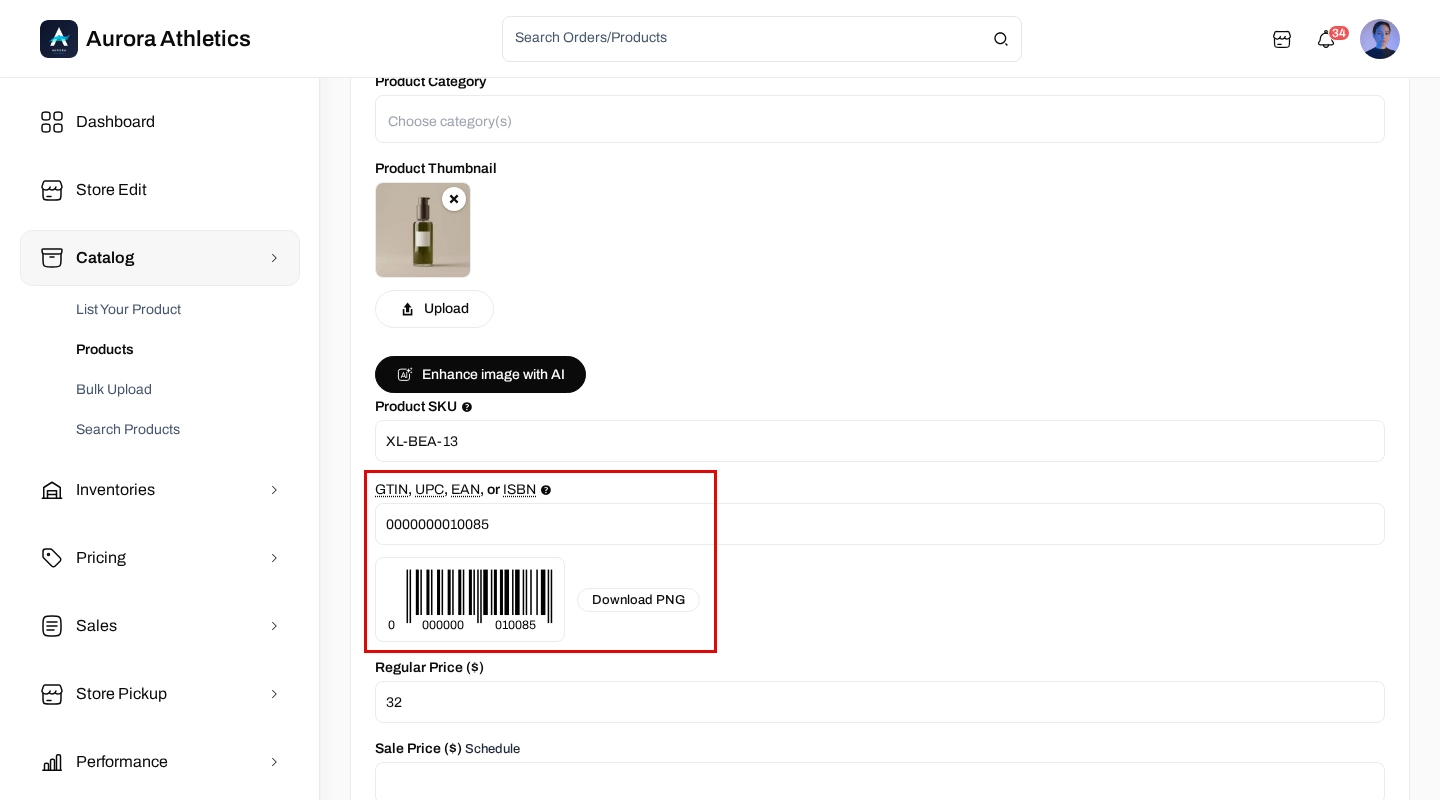 Aurora Athletics
Search Orders/Products
34
Dashboard
Store Edit
Catalog
List Your Product
Products
Bulk Upload
Search Products
Inventories
Pricing
Sales
Store Pickup
Performance
Product Category
Choose category(s)
Product Thumbnail
Upload
AI Enhance image with AI
Product SKU
XL-BEA-13
GTIN, UPC, EAN, or ISBN
0000000010085
0 000000 010085
Download PNG
Regular Price ($)
32
Sale Price ($) Schedule